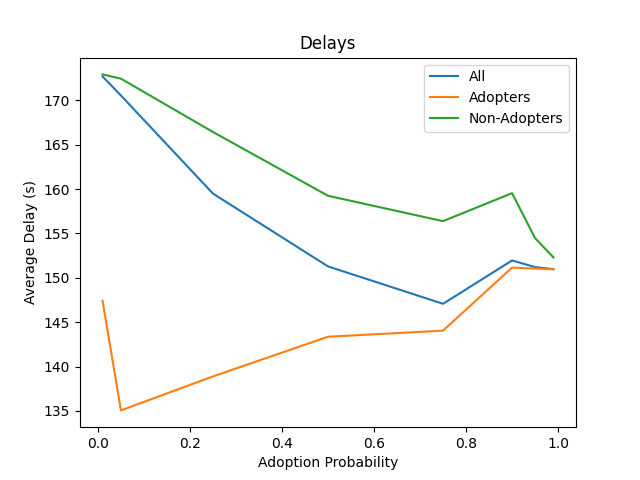 Delays
All
Adopters
Non-Adopters
Average Delay (s)
170
165
160
155
150
145
140
135
0.0 0.2 0.4 0.6 0.8 1.0
Adoption Probability